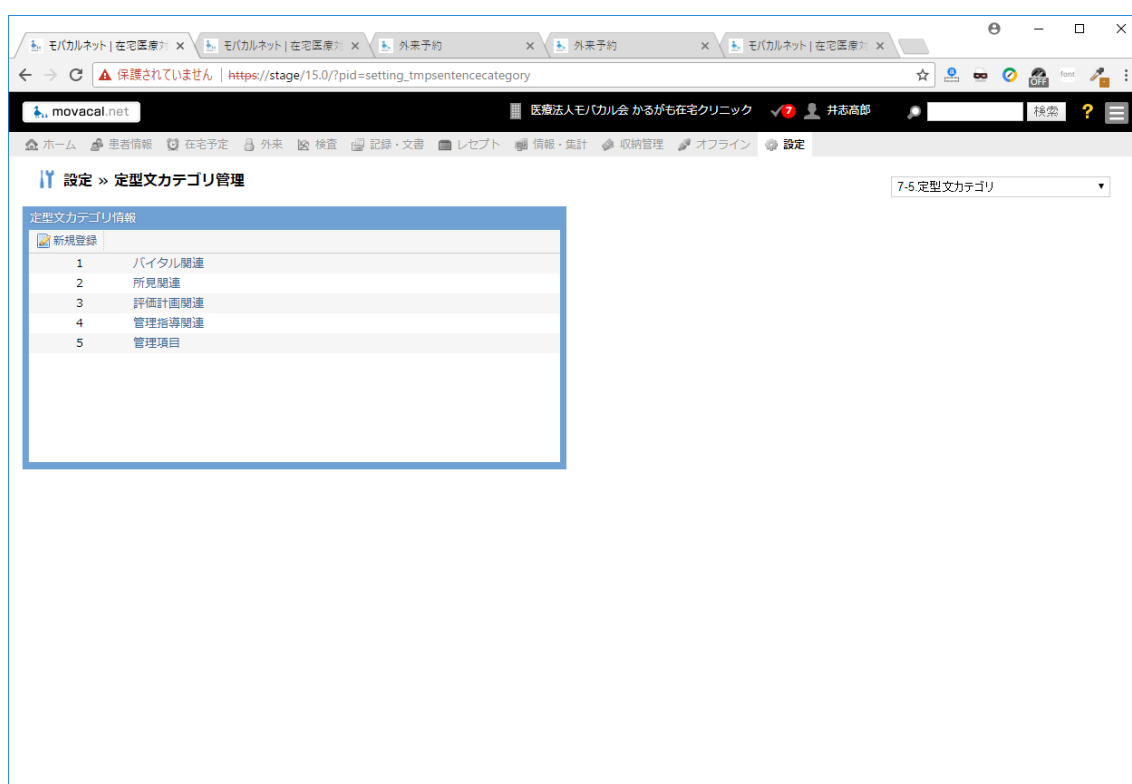 モバカルネット | 在宅医療対
モバカルネット | 在宅医療対
外来予約
外来予約
モバカルネット | 在宅医療対
保護されていません | https://stage/15.0/?pid=setting_tmpsentencecategory
OFF
font
movacal.net
医療法人モバカル会 かるがも在宅クリニック
7
井志高郎
検索
?
ホーム 患者情報 在宅予定 外来 検査 記録・文書 レセプト 情報・集計 収納管理 オフライン 設定
設定 » 定型文カテゴリ管理
7-5.定型文カテゴリ
定型文カテゴリ情報
新規登録
1 バイタル関連
2 所見関連
3 評価計画関連
4 管理指導関連
5 管理項目